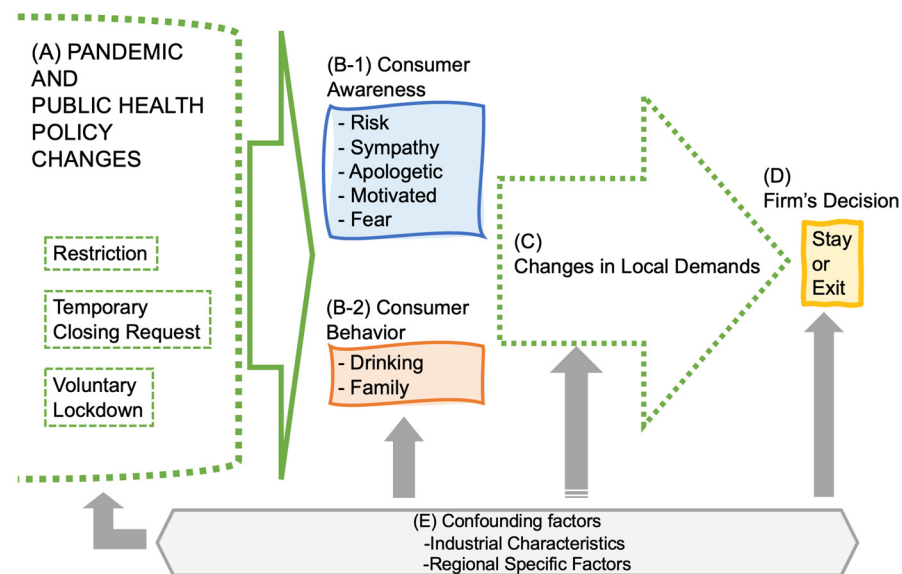 (A) PANDEMIC
AND
PUBLIC HEALTH
POLICY
CHANGES
Restriction
Temporary
Closing Request
Voluntary
Lockdown
(B-1) Consumer
Awareness
- Risk
- Sympathy
- Apologetic
- Motivated
- Fear
(B-2) Consumer
Behavior
- Drinking
- Family
(C)
Changes in Local Demands
(D)
Firm's Decision
Stay
or
Exit
(E) Confounding factors
-Industrial Characteristics
-Regional Specific Factors